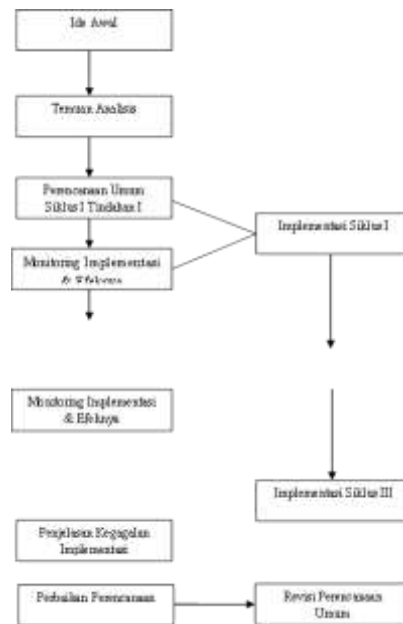 Ide Awal
Temuan Analisis
Perencanaan Umum
Siklus I Tindakan I
Implementasi Siklus I
Monitoring Implementasi
& Efeknya
Monitoring Implementasi
& Efeknya
Implementasi Siklus III
Penjelasan Kegagalan
Implementasi
Perbaikan Perencanaan
Revisi Perencanaan
Umum